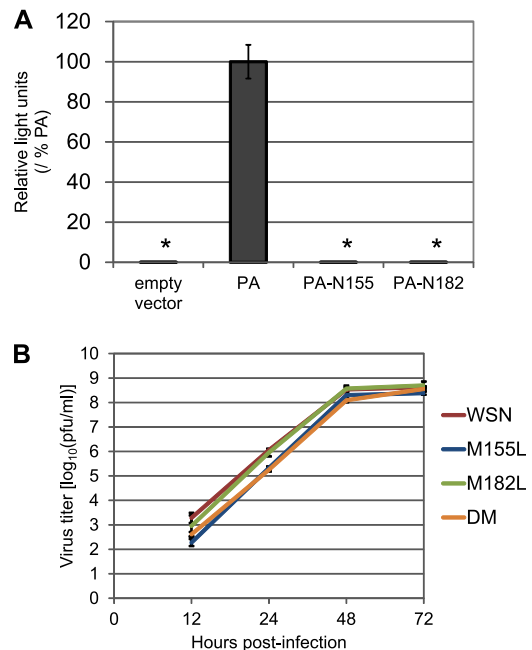 A
Relative light units
(/ % PA)
120
100
80
60
40
20
0
*
*
*
empty
vector
PA
PA-N155
PA-N182
B
Virus titer [log10(pfu/ml)]
10
9
8
7
6
5
4
3
2
1
0
0
12
24
48
72
Hours post-infection
WSN
M155L
M182L
DM